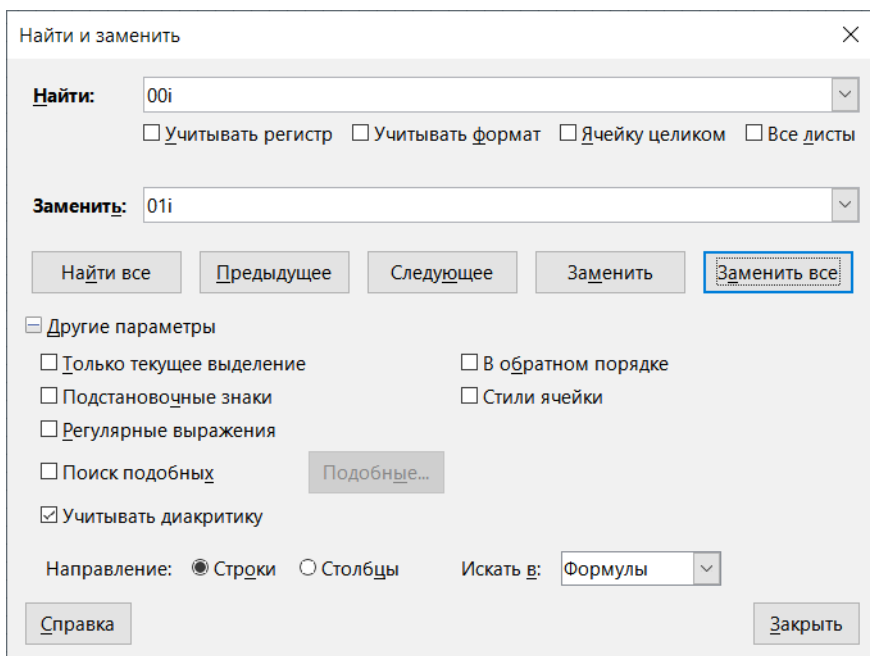 Найти и заменить
Найти: 00i
Учитывать регистр Учитывать формат Ячейку целиком Все листы
Заменить: 01i
Найти все Предыдущее Следующее Заменить Заменить все
Другие параметры
Только текущее выделение В обратном порядке
Подстановочные знаки Стили ячейки
Регулярные выражения
Поиск подобных Подобные...
Учитывать диакритику
Направление: Строки Столбцы Искать в: Формулы
Справка Закрыть